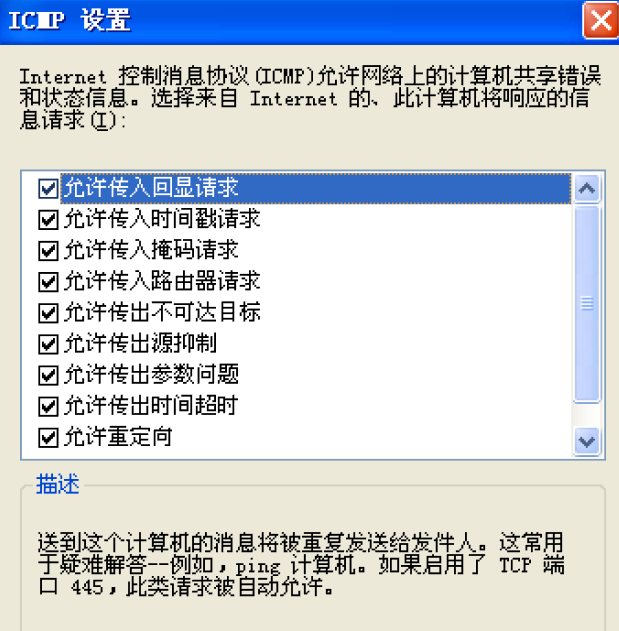 ICMP 设置
Internet 控制消息协议(ICMP)允许网络上的计算机共享错误
和状态信息。选择来自 Internet 的、此计算机将响应的信
息请求(I):
允许传入回显请求
允许传入时间戳请求
允许传入掩码请求
允许传入路由器请求
允许传出不可达目标
允许传出源抑制
允许传出参数问题
允许传出时间超时
允许重定向
描述
送到这个计算机的消息将被重复发送给发件人。这常用
于疑难解答--例如，ping 计算机。如果启用了 TCP 端
口 445，此类请求被自动允许。